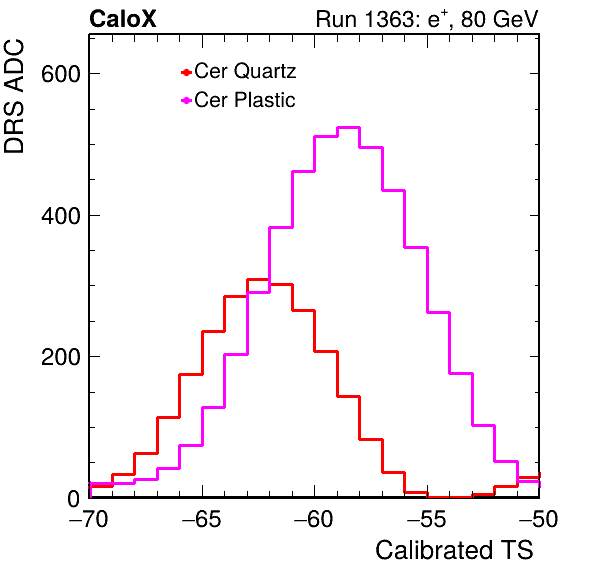 CaloX Run 1363: e⁺, 80 GeV
DRS ADC
Cer Quartz
Cer Plastic
600
400
200
0
−70 −65 −60 −55 −50
Calibrated TS